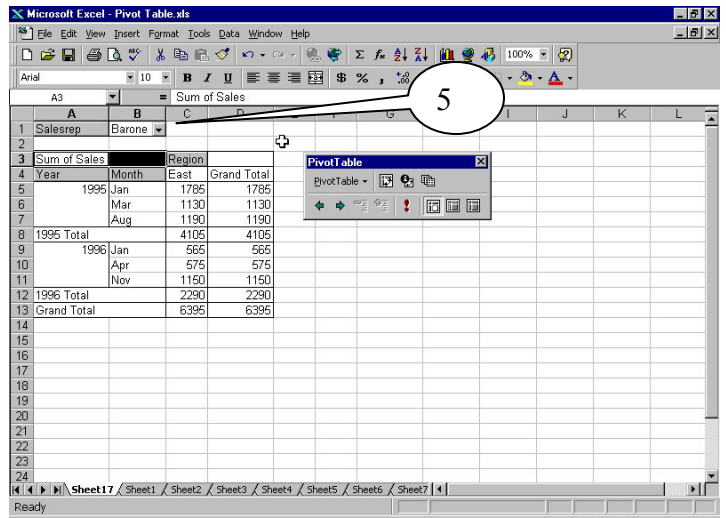 Microsoft Excel - Pivot Table.xls
File Edit View Insert Format Tools Data Window Help
100%
Arial 10 B I U $ % ,
A3 = Sum of Sales
5
A B C D G I J K L
1 Salesrep Barone
2
3 Sum of Sales Region
4 Year Month East Grand Total
5 1995 Jan 1785 1785
6 Mar 1130 1130
7 Aug 1190 1190
8 1995 Total 4105 4105
9 1996 Jan 565 565
10 Apr 575 575
11 Nov 1150 1150
12 1996 Total 2290 2290
13 Grand Total 6395 6395
14
15
16
17
18
19
20
21
22
23
24
PivotTable
PivotTable
Sheet17 Sheet1 Sheet2 Sheet3 Sheet4 Sheet5 Sheet6 Sheet7
Ready